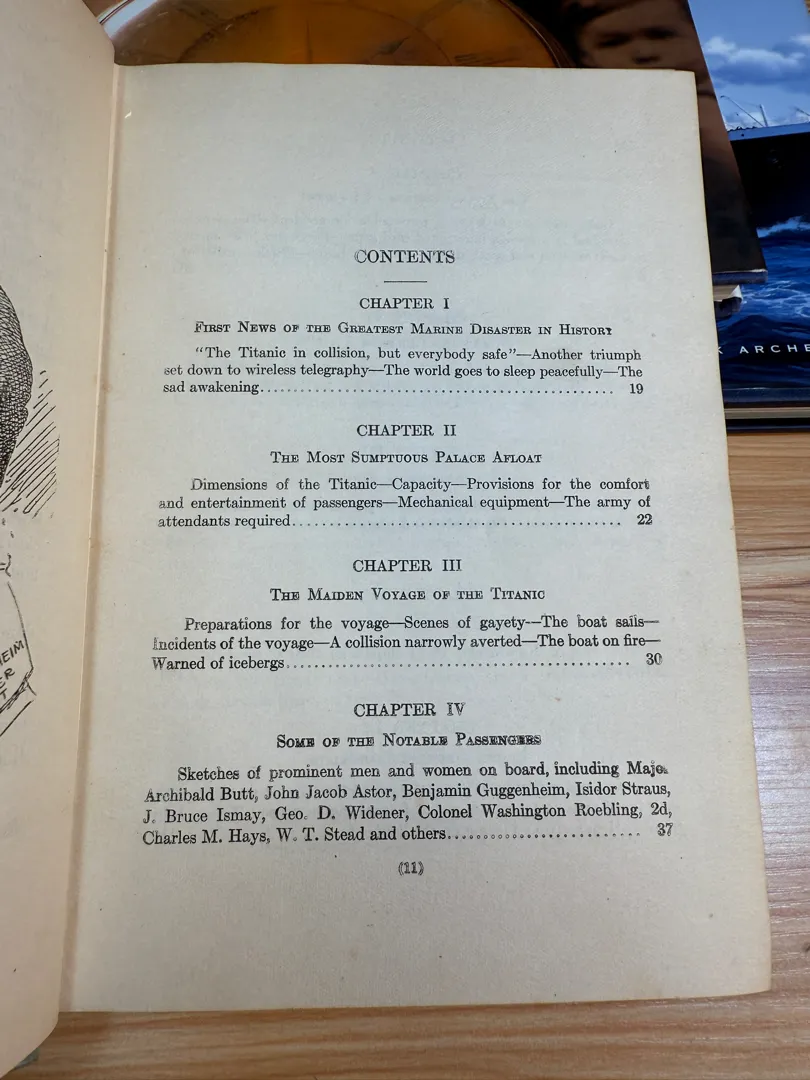 CONTENTS
CHAPTER I
First News of the Greatest Marine Disaster in History
"The Titanic in collision, but everybody safe"—Another triumph
set down to wireless telegraphy—The world goes to sleep peacefully—The
sad awakening................................................ 19
CHAPTER II
The Most Sumptuous Palace Afloat
Dimensions of the Titanic—Capacity—Provisions for the comfort
and entertainment of passengers—Mechanical equipment—The army of
attendants required............................................ 22
CHAPTER III
The Maiden Voyage of the Titanic
Preparations for the voyage—Scenes of gayety—The boat sails—
Incidents of the voyage—A collision narrowly averted—The boat on fire—
Warned of icebergs............................................. 30
CHAPTER IV
Some of the Notable Passengers
Sketches of prominent men and women on board, including Major
Archibald Butt, John Jacob Astor, Benjamin Guggenheim, Isidor Straus,
J. Bruce Ismay, Geo. D. Widener, Colonel Washington Roebling, 2d,
Charles M. Hays, W. T. Stead and others.......................... 37
(11)